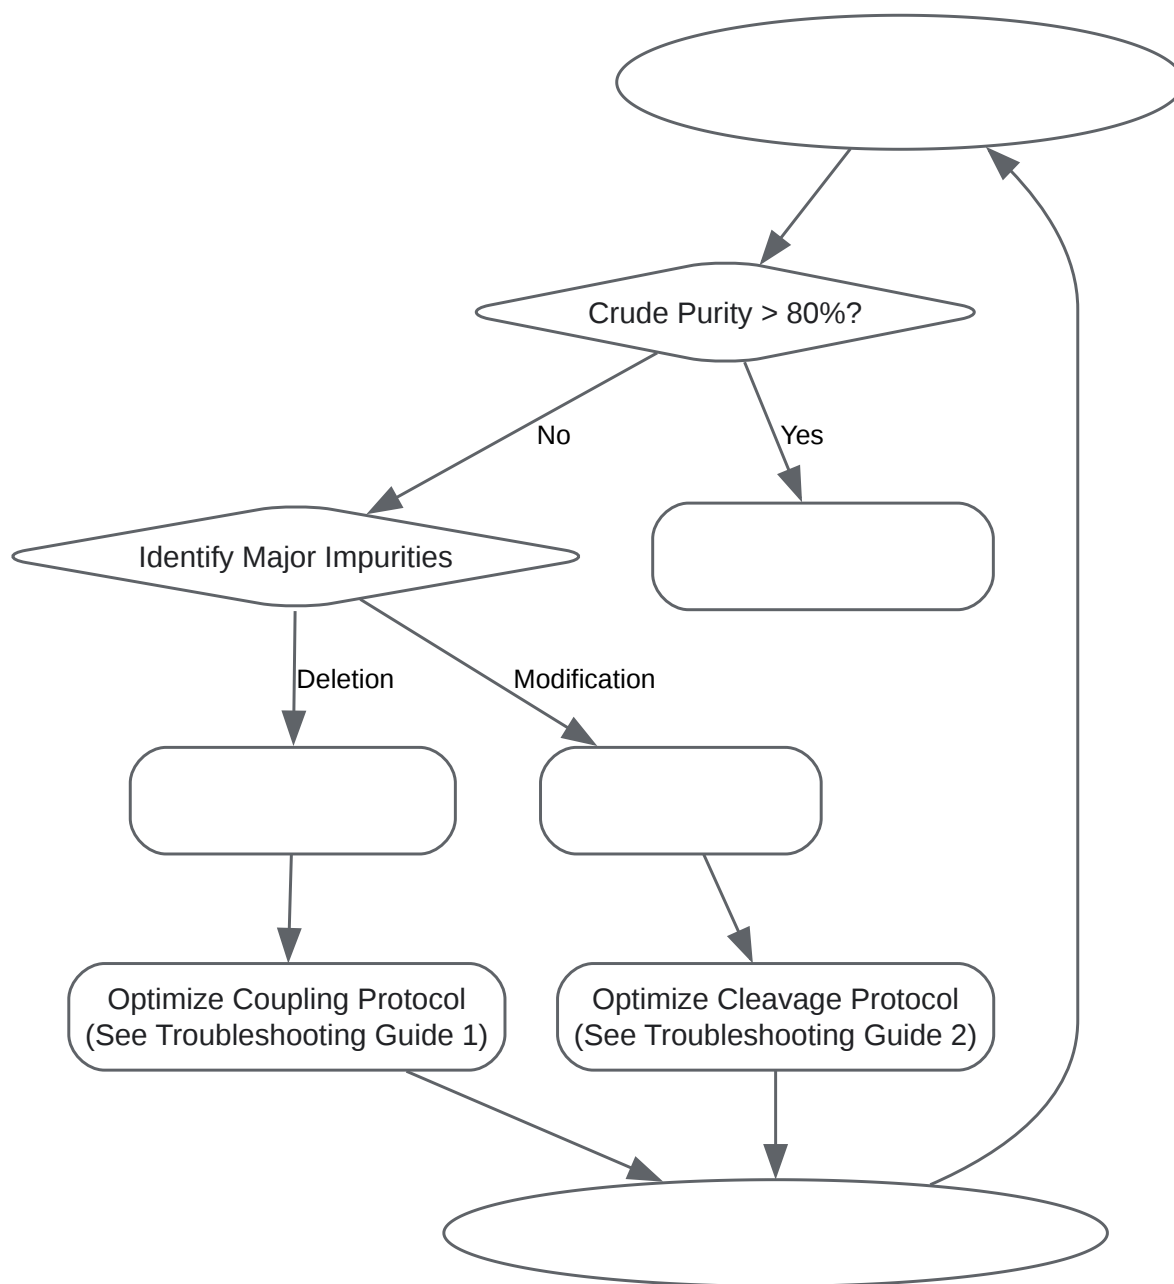 Crude Purity > 80%?
No
Yes
Identify Major Impurities
Deletion
Modification
Optimize Coupling Protocol
(See Troubleshooting Guide 1)
Optimize Cleavage Protocol
(See Troubleshooting Guide 2)